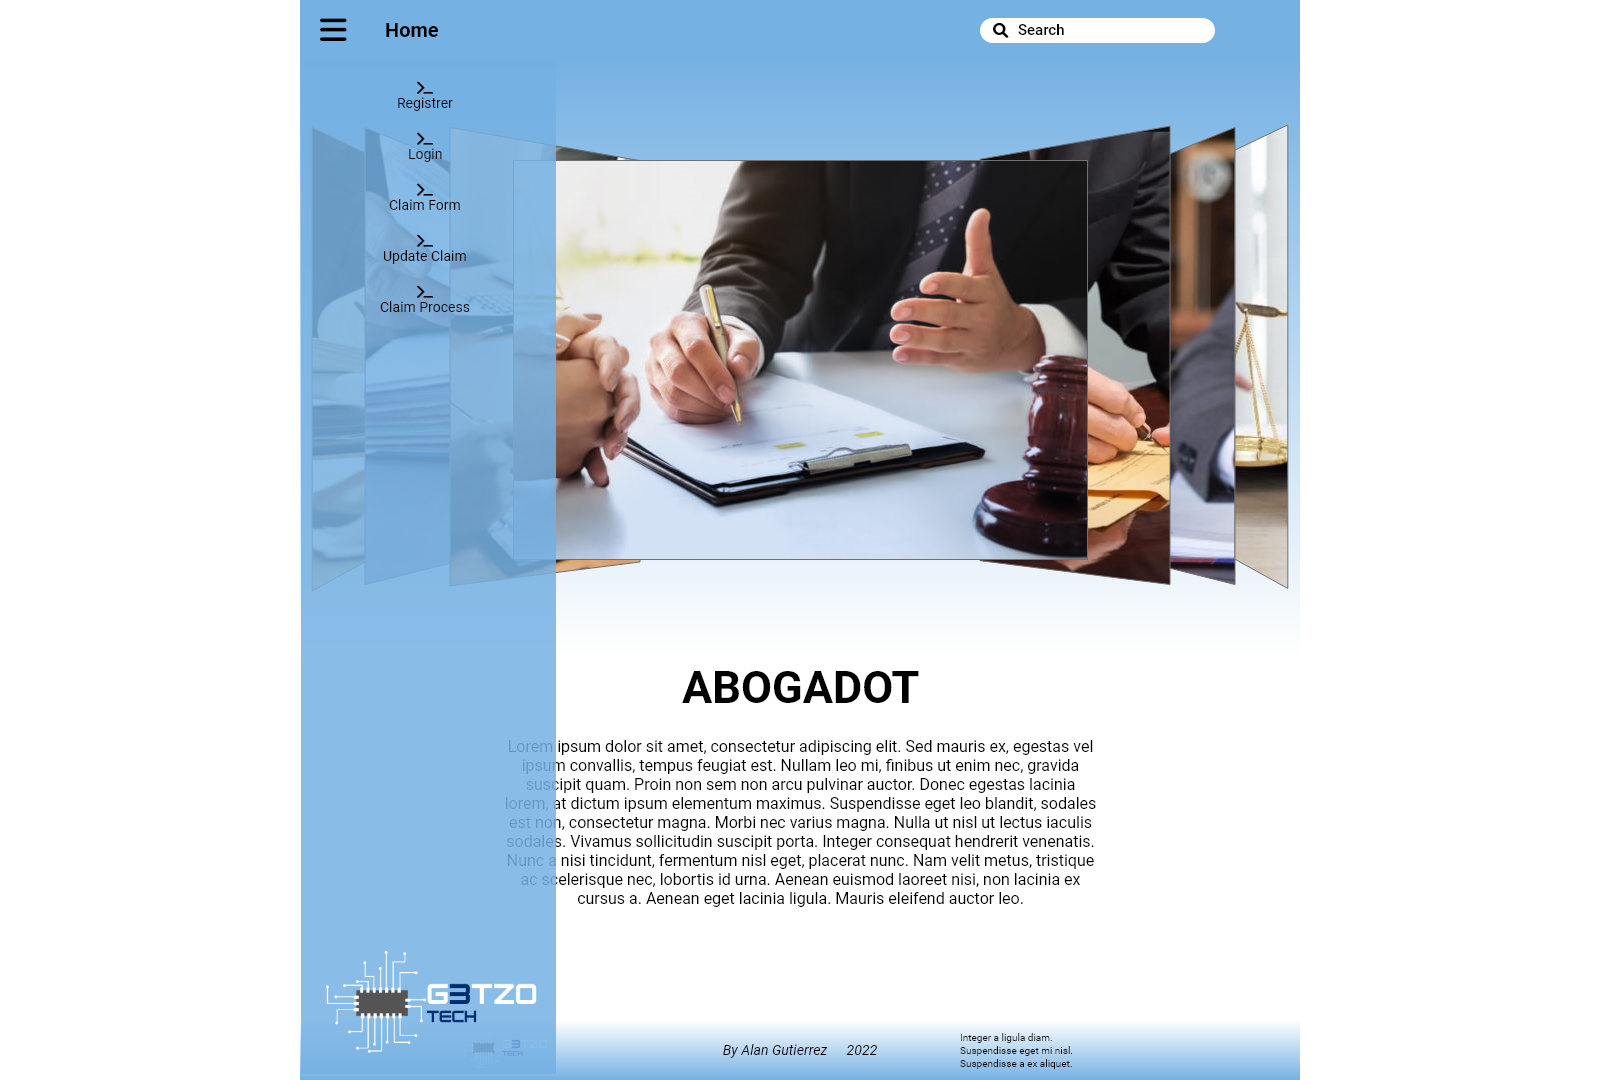 Home
Search
Registrer
Login
Claim Form
Update Claim
Claim Process
ABOGADOT
Lorem ipsum dolor sit amet, consectetur adipiscing elit. Sed mauris ex, egestas vel
ipsum convallis, tempus feugiat est. Nullam leo mi, finibus ut enim nec, gravida
suscipit quam. Proin non sem non arcu pulvinar auctor. Donec egestas lacinia
lorem, at dictum ipsum elementum maximus. Suspendisse eget leo blandit, sodales
est non, consectetur magna. Morbi nec varius magna. Nulla ut nisl ut lectus iaculis
sodales. Vivamus sollicitudin suscipit porta. Integer consequat hendrerit venenatis.
Nunc a nisi tincidunt, fermentum nisl eget, placerat nunc. Nam velit metus, tristique
ac scelerisque nec, lobortis id urna. Aenean euismod laoreet nisi, non lacinia ex
cursus a. Aenean eget lacinia ligula. Mauris eleifend auctor leo.
G3TZO
TECH
G3TZO
TECH
By Alan Gutierrez 2022
Integer a ligula diam.
Suspendisse eget mi nisl.
Suspendisse a ex aliquet.